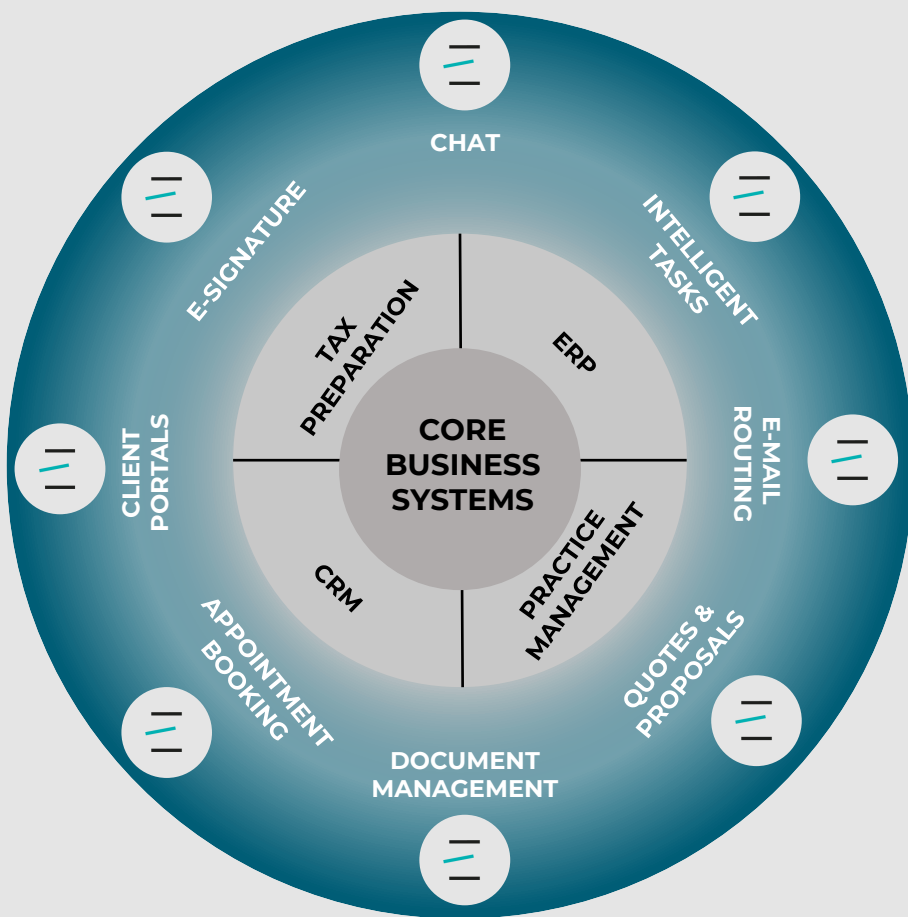 CHAT
E-SIGNATURE
INTELLIGENT
TASKS
TAX
PREPARATION
ERP
CORE
BUSINESS
SYSTEMS
CLIENT
PORTALS
E-MAIL
ROUTING
CRM
PRACTICE
MANAGEMENT
APPOINTMENT
BOOKING
QUOTES &
PROPOSALS
DOCUMENT
MANAGEMENT